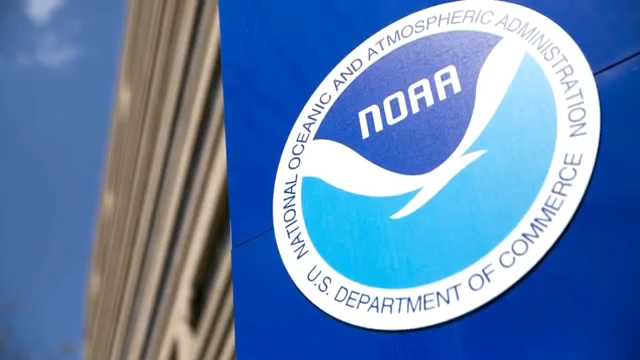 NATIONAL OCEANIC AND ATMOSPHERIC ADMINISTRATION
NOAA
U.S. DEPARTMENT OF COMMERCE